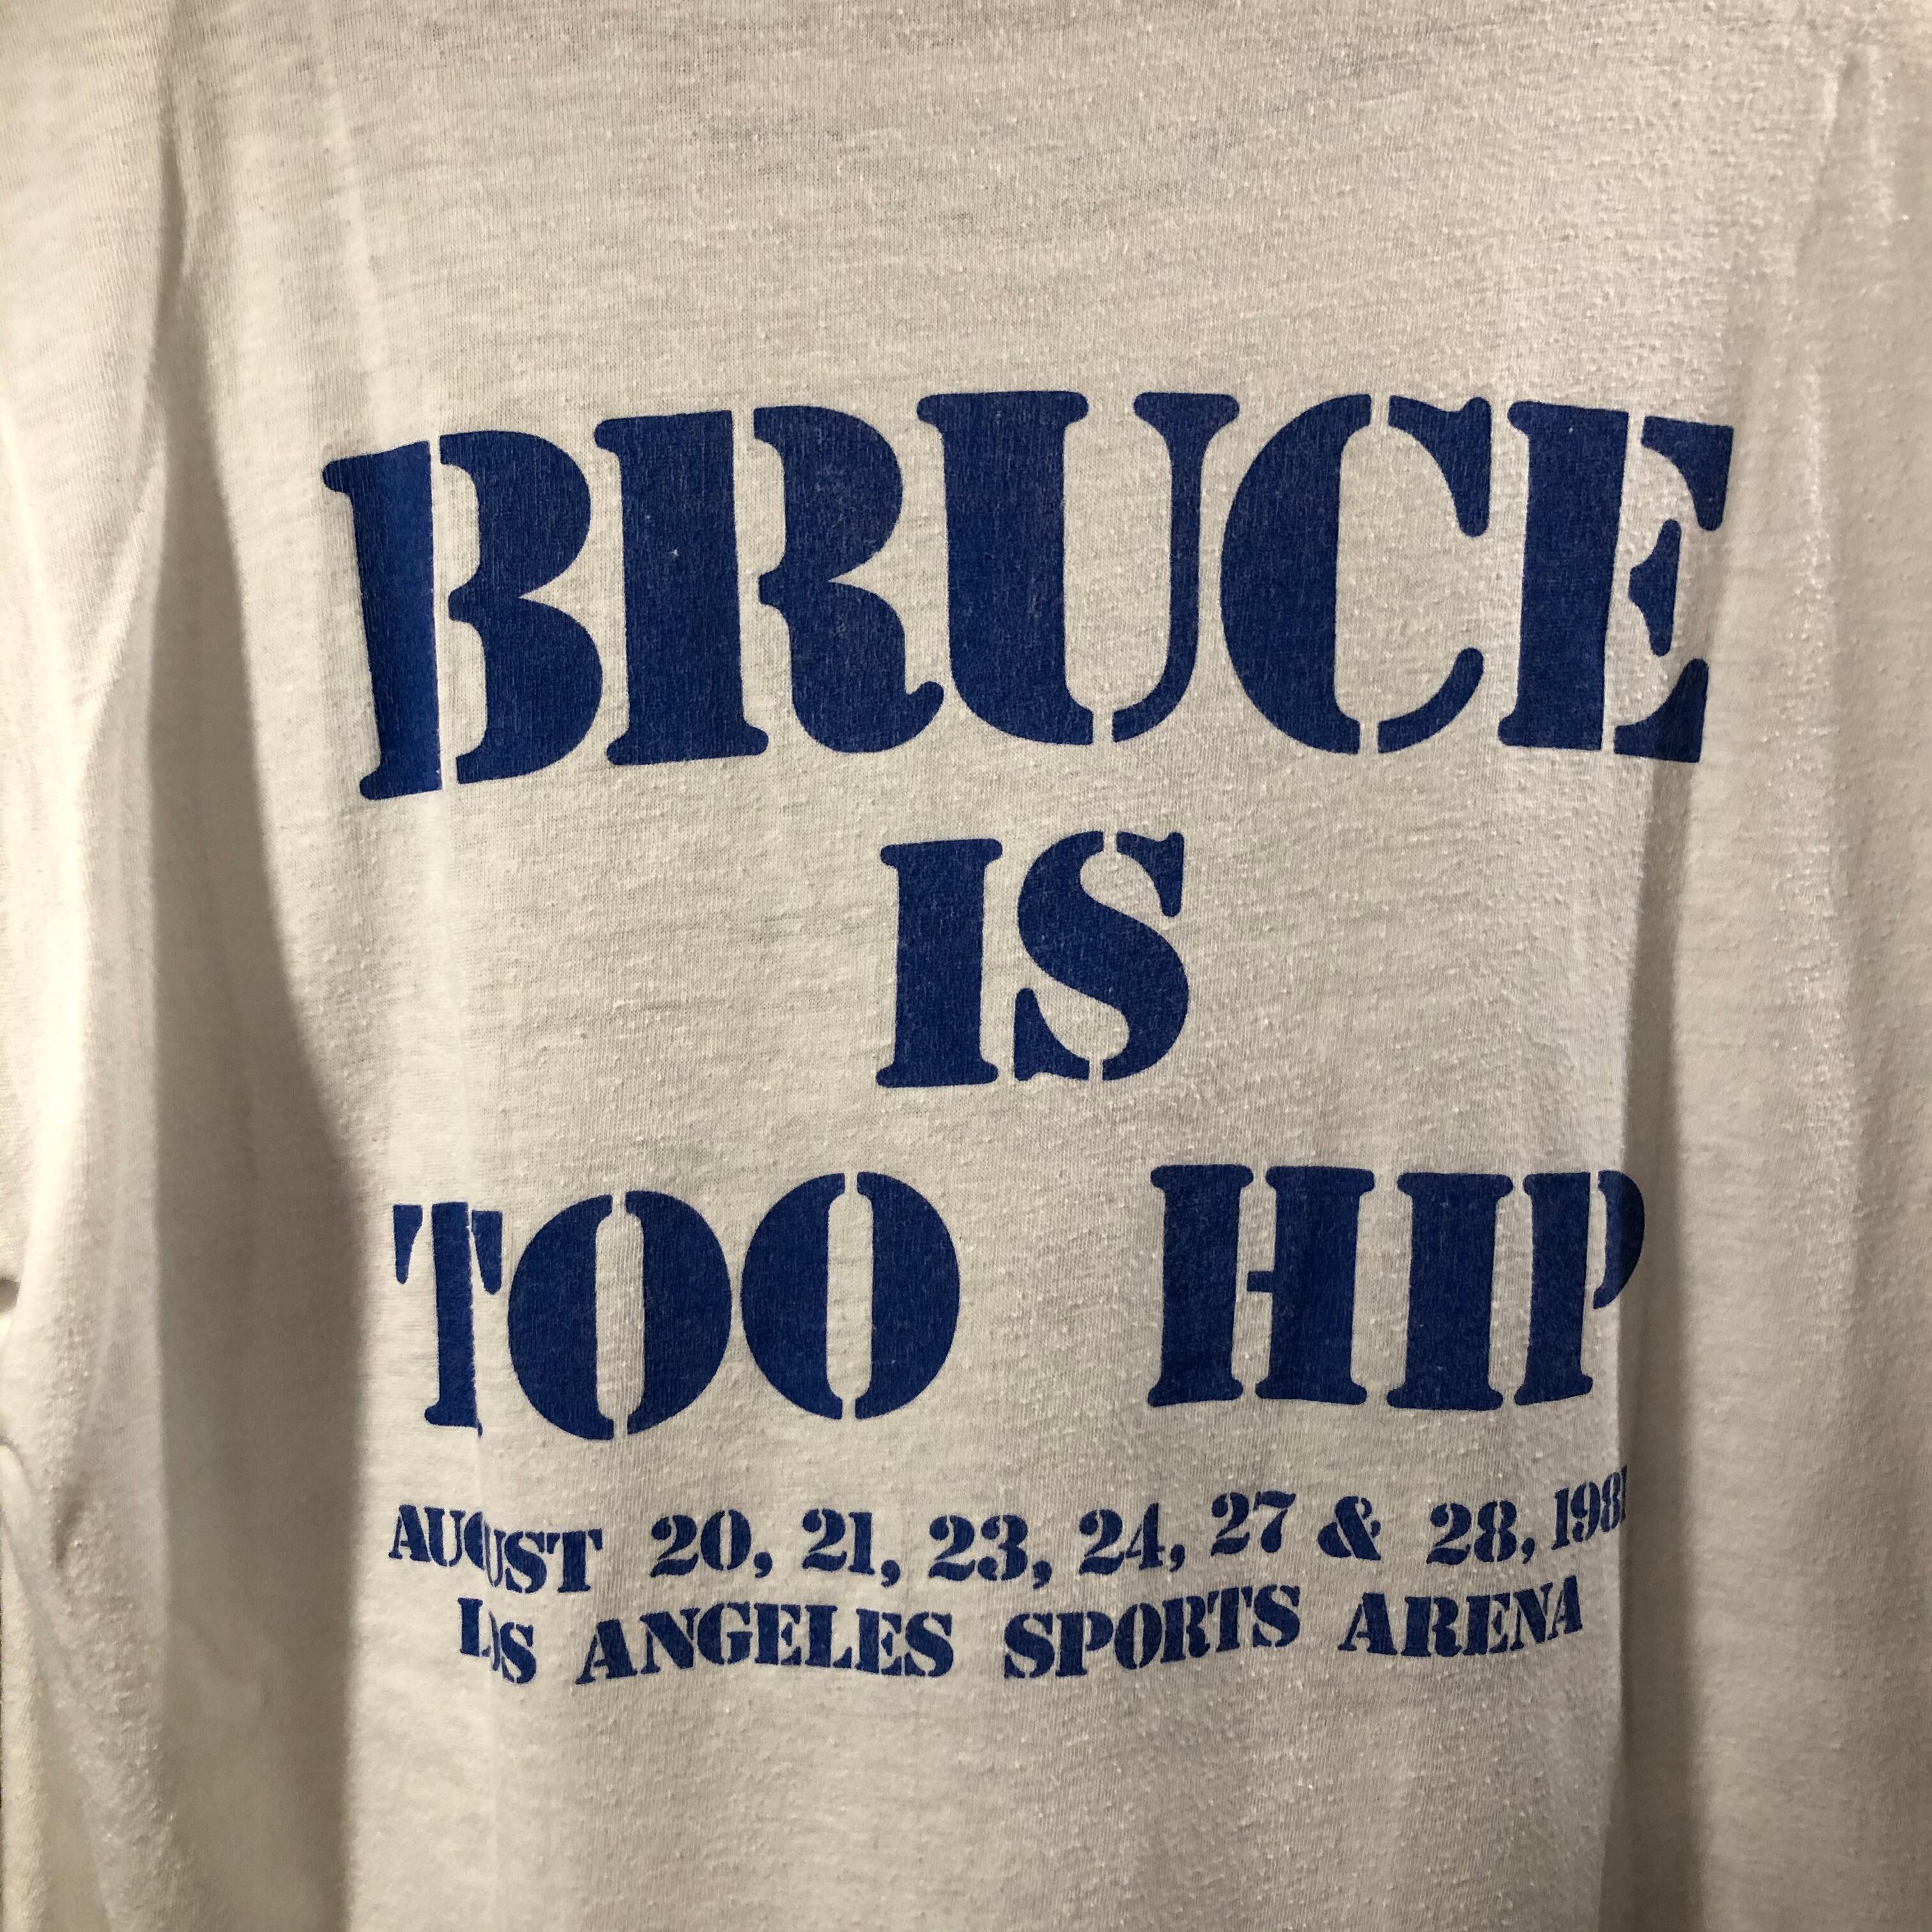 BRUCE
IS
TOO HIP
AUGUST 20, 21, 23, 24, 27 & 28, 1981
LOS ANGELES SPORTS ARENA